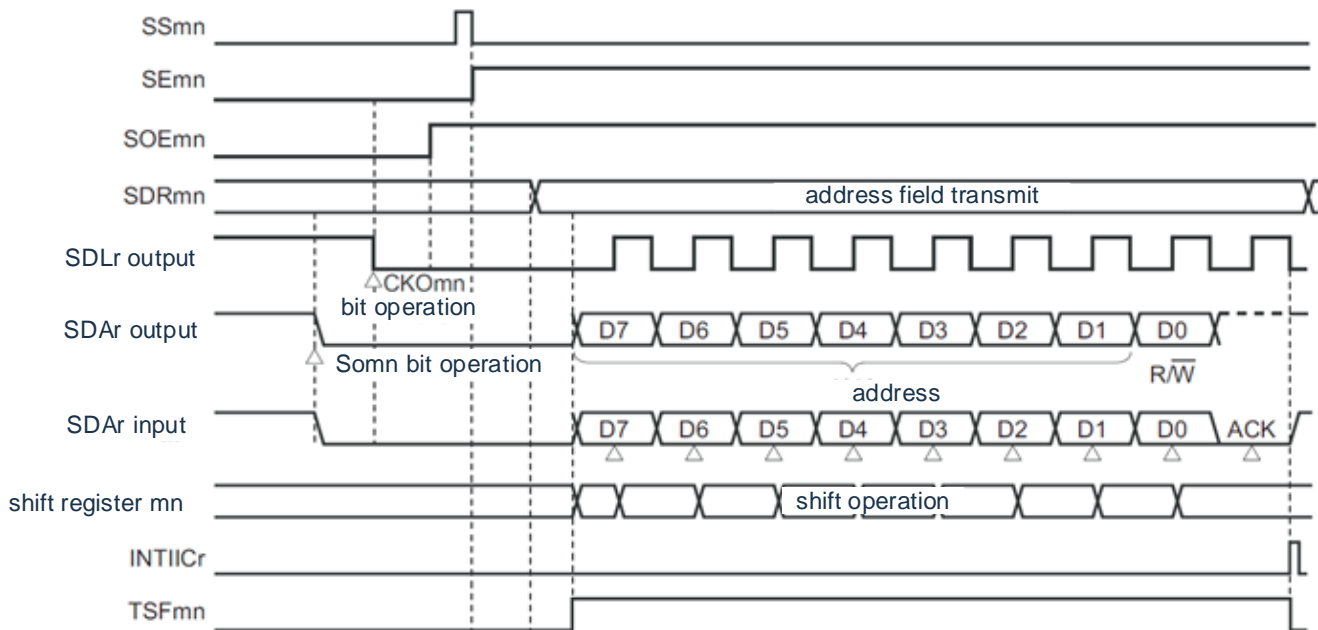 SSmn
SEmn
SOEmn
SDRmn
address field transmit
SDLr output
CKOmn
bit operation
SDAr output
D7 D6 D5 D4 D3 D2 D1 D0
Somn bit operation
R/W
address
SDAr input
D7 D6 D5 D4 D3 D2 D1 D0 ACK
shift register mn
shift operation
INTIICr
TSFmn